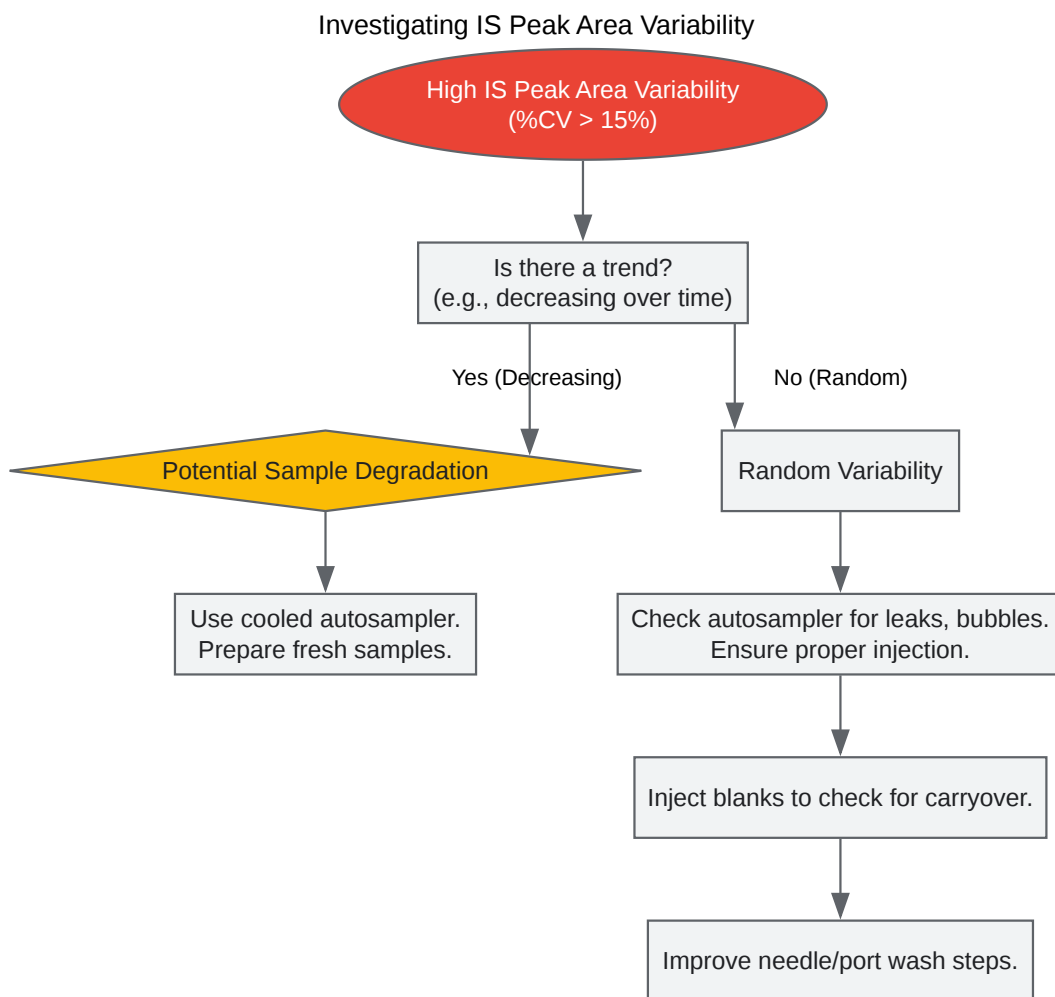 Investigating IS Peak Area Variability
High IS Peak Area Variability
(%CV > 15%)
Is there a trend?
(e.g., decreasing over time)
Yes (Decreasing)
No (Random)
Potential Sample Degradation
Random Variability
Use cooled autosampler.
Prepare fresh samples.
Check autosampler for leaks, bubbles.
Ensure proper injection.
Inject blanks to check for carryover.
Improve needle/port wash steps.